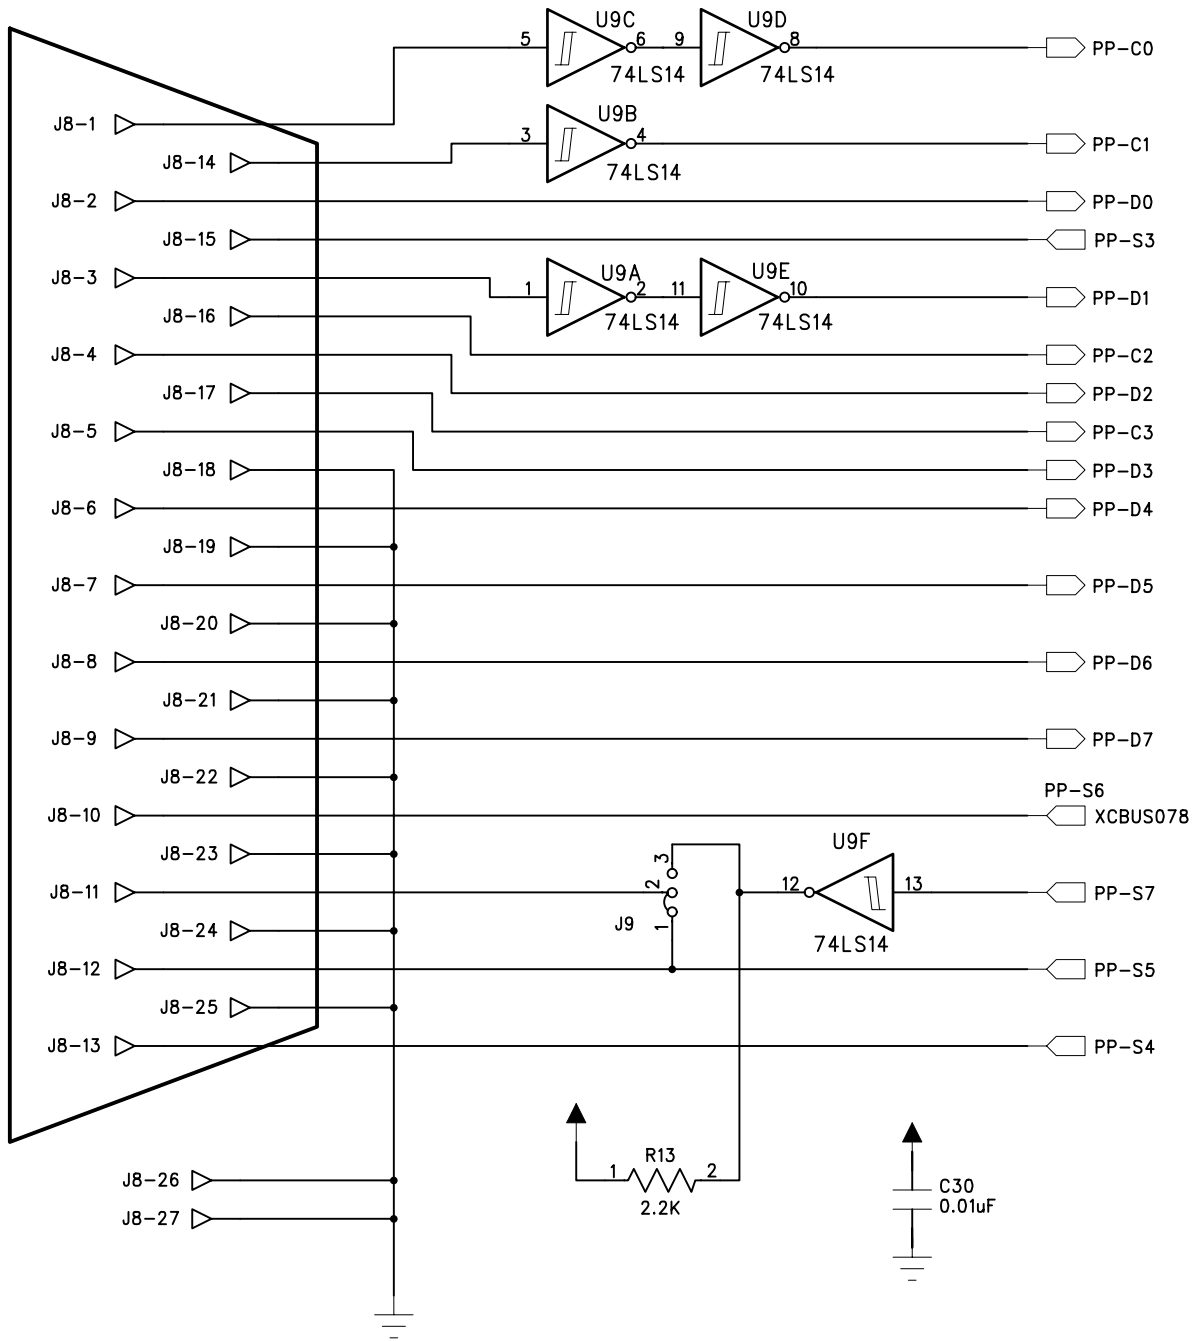 U9C U9D
5 6 9 8 PP-C0
74LS14 74LS14
U9B
J8-1
3 4 PP-C1
J8-14
74LS14
J8-2 PP-D0
J8-15 PP-S3
U9A U9E
J8-3
1 2 11 10 PP-D1
J8-16
74LS14 74LS14
J8-4 PP-C2
J8-17 PP-D2
J8-5 PP-C3
J8-18 PP-D3
J8-6 PP-D4
J8-19
J8-7 PP-D5
J8-20
J8-8 PP-D6
J8-21
J8-9 PP-D7
J8-22
PP-S6
J8-10 XCBUS078
U9F
J8-23 3
J8-11 2 12 13 PP-S7
J9 1
J8-24 74LS14
J8-12 PP-S5
J8-25
J8-13 PP-S4
R13
J8-26 1 2
C30
2.2K 0.01uF
J8-27